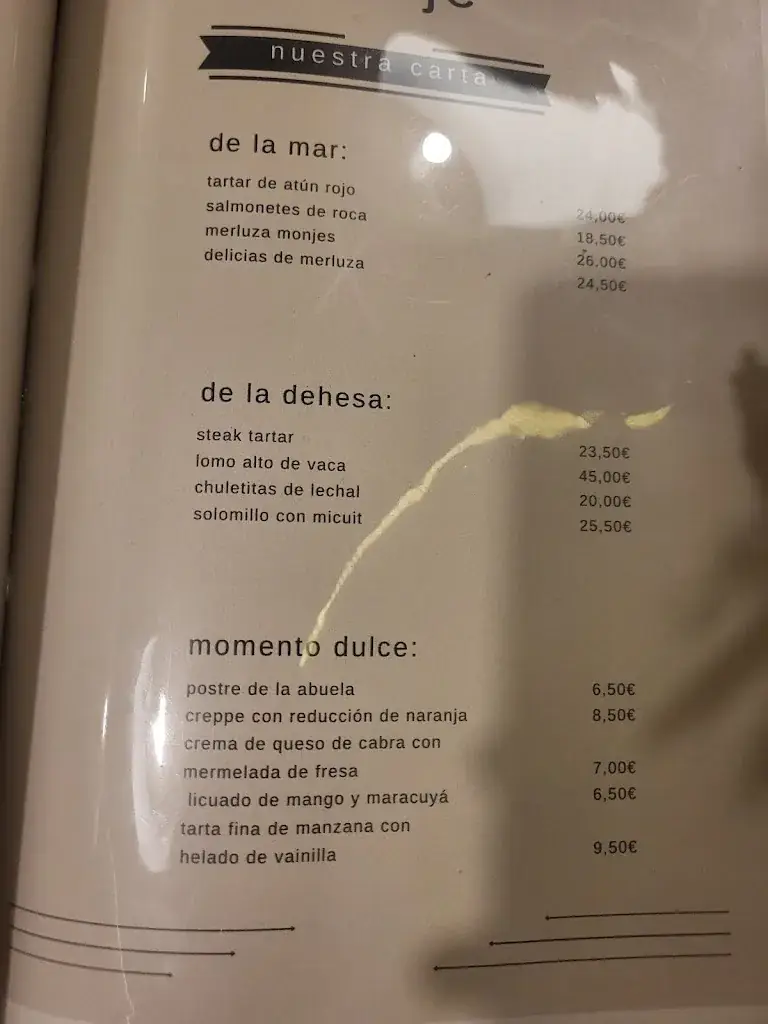 nuestra carta
de la mar:
tartar de atún rojo 24,00€
salmonetes de roca 18,50€
merluza monjes 26.00€
delicias de merluza 24,50€
de la dehesa:
steak tartar 23,50€
lomo alto de vaca 45,00€
chuletitas de lechal 20,00€
solomillo con micuit 25,50€
momento dulce:
postre de la abuela 6,50€
creppe con reducción de naranja 8,50€
crema de queso de cabra con
mermelada de fresa 7,00€
licuado de mango y maracuyá 6,50€
tarta fina de manzana con
helado de vainilla 9,50€